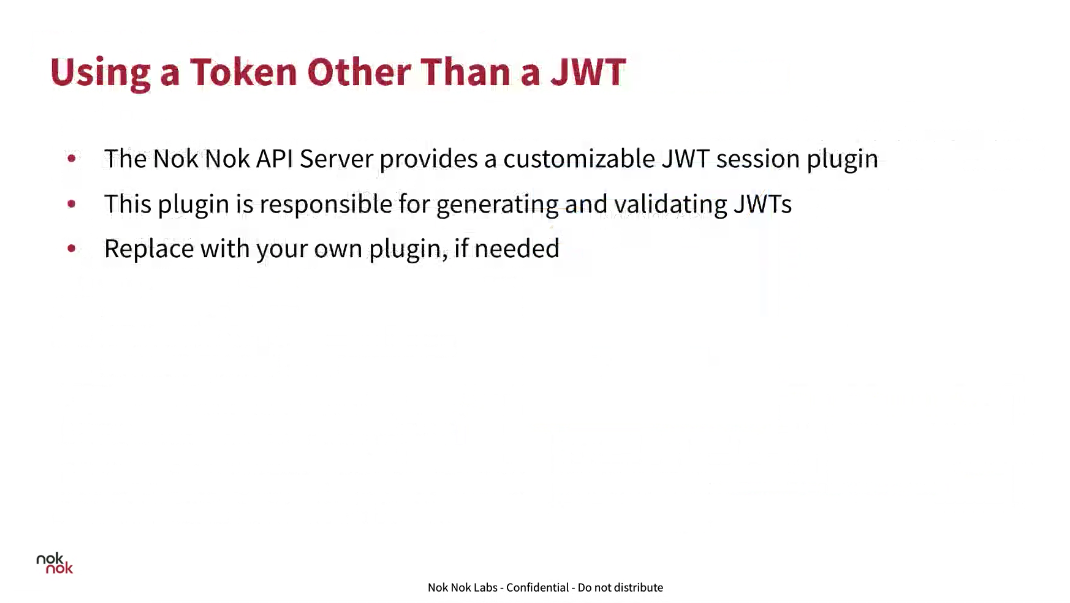 Using a Token Other Than a JWT
• The Nok Nok API Server provides a customizable JWT session plugin
• This plugin is responsible for generating and validating JWTs
• Replace with your own plugin, if needed
nok
nok
Nok Nok Labs - Confidential - Do not distribute